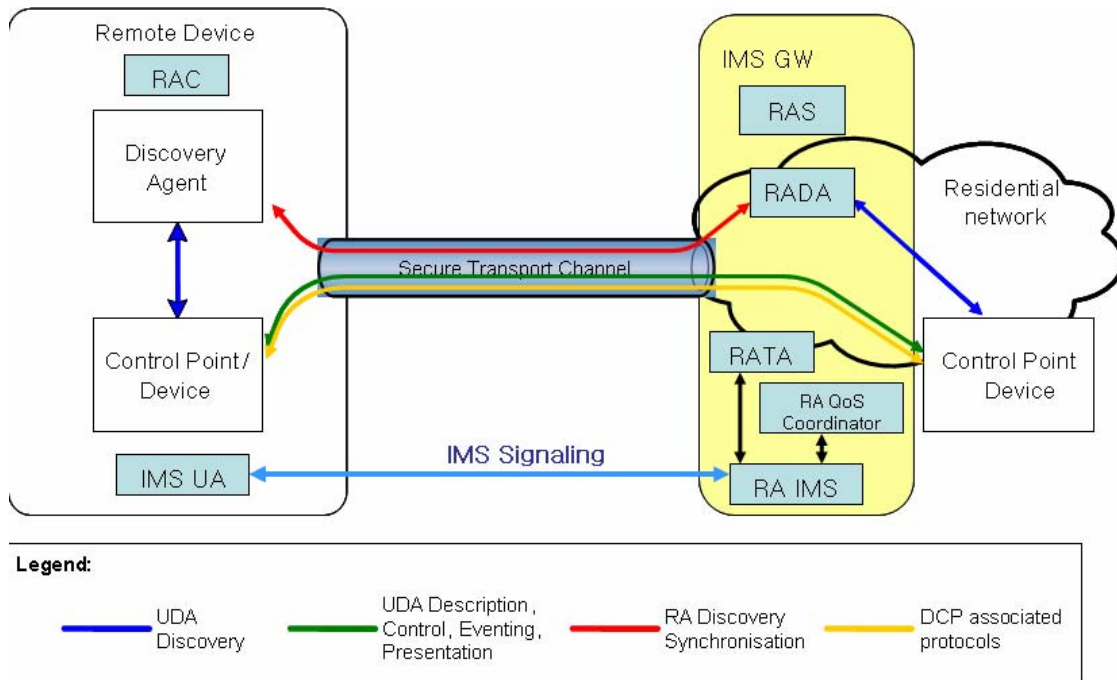 Remote Device
RAC
Discovery
Agent
Control Point /
Device
IMS UA
Secure Transport Channel
IMS Signaling
IMS GW
RAS
RADA
RATA
RA QoS
Coordinator
RA IMS
Residential
network
Control Point
Device
Legend:
UDA
Discovery
UDA Description ,
Control, Eventing,
Presentation
RA Discovery
Synchronisation
DCP associated
protocols